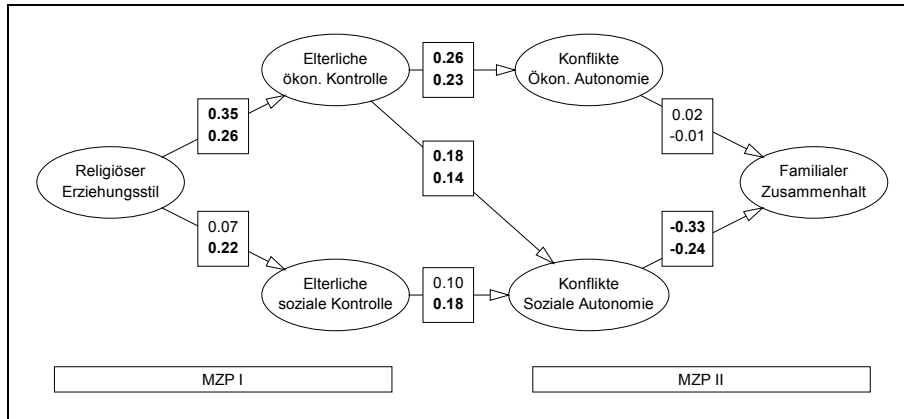 Elterliche
ökon. Kontrolle
0.26
0.23
Konflikte
Ökon. Autonomie
0.35
0.26
0.02
-0.01
0.18
0.14
Religiöser
Erziehungsstil
Familialer
Zusammenhalt
0.07
0.22
-0.33
-0.24
Elterliche
soziale Kontrolle
0.10
0.18
Konflikte
Soziale Autonomie
MZP I
MZP II